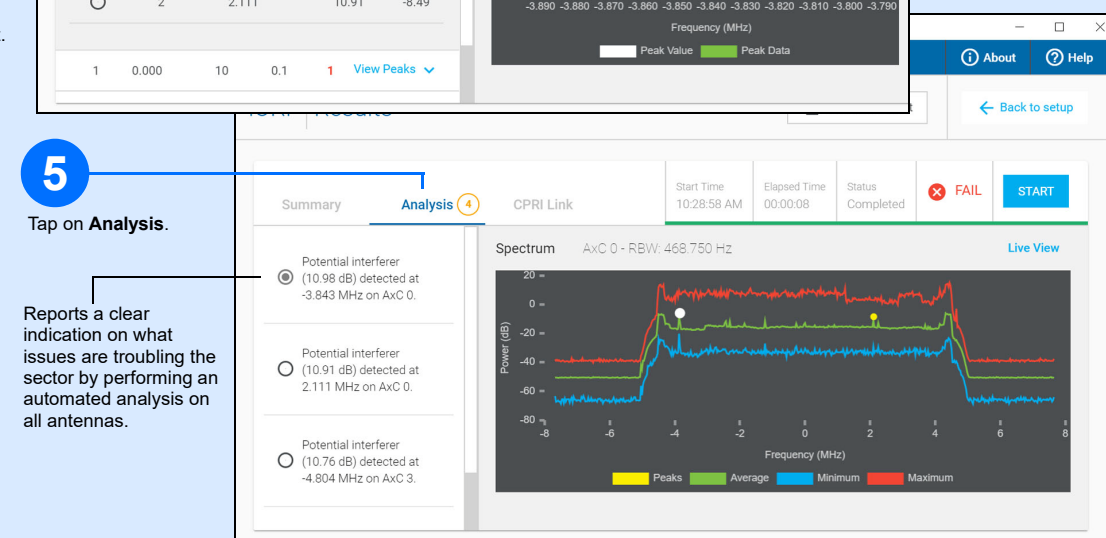 2 2.111 10.91 -8.49
-3.890 -3.880 -3.870 -3.860 -3.850 -3.840 -3.830 -3.820 -3.810 -3.800 -3.790
Frequency (MHz)
Peak Value Peak Data
1 0.000 10 0.1 1 View Peaks
About Help
Results
Back to setup
5
Tap on Analysis.
Summary Analysis 4 CPRI Link
Start Time Elapsed Time Status
10:28:58 AM 00:00:08 Completed
FAIL START
Reports a clear
indication on what
issues are troubling the
sector by performing an
automated analysis on
all antennas.
Potential interferer
(10.98 dB) detected at
-3.843 MHz on AxC 0.
Potential interferer
(10.91 dB) detected at
2.111 MHz on AxC 0.
Potential interferer
(10.76 dB) detected at
-4.804 MHz on AxC 3.
Spectrum AxC 0 - RBW: 468.750 Hz Live View
20
0
-20
-40
-60
-80
Power (dB)
-8 -6 -4 -2 0 2 4 6 8
Frequency (MHz)
Peaks Average Minimum Maximum